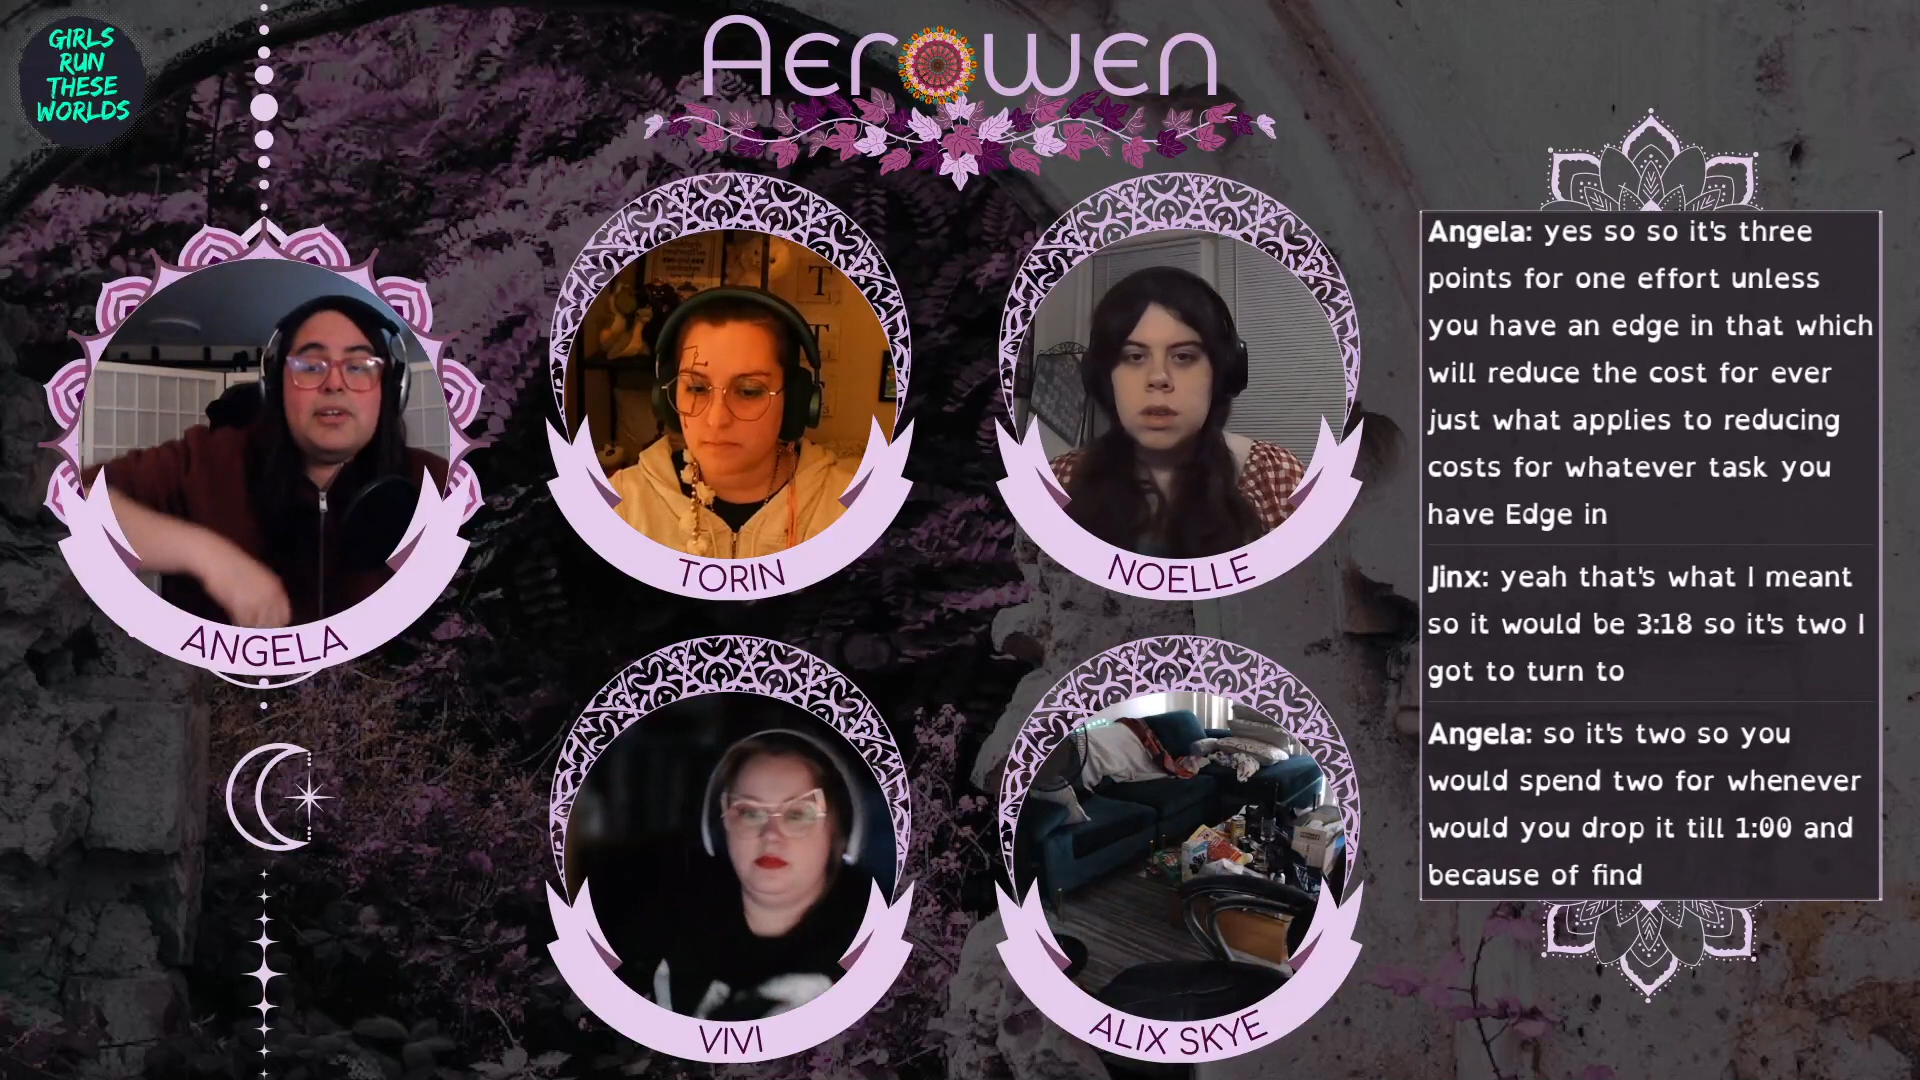 GIRLS
RUN
THESE
WORLDS
Aerowen
ANGELA
TORIN
NOELLE
VIVI
ALIX SKYE
Angela: yes so so it's three
points for one effort unless
you have an edge in that which
will reduce the cost for ever
just what applies to reducing
costs for whatever task you
have Edge in
Jinx: yeah that's what I meant
so it would be 3:18 so it's two I
got to turn to
Angela: so it's two so you
would spend two for whenever
would you drop it till 1:00 and
because of find